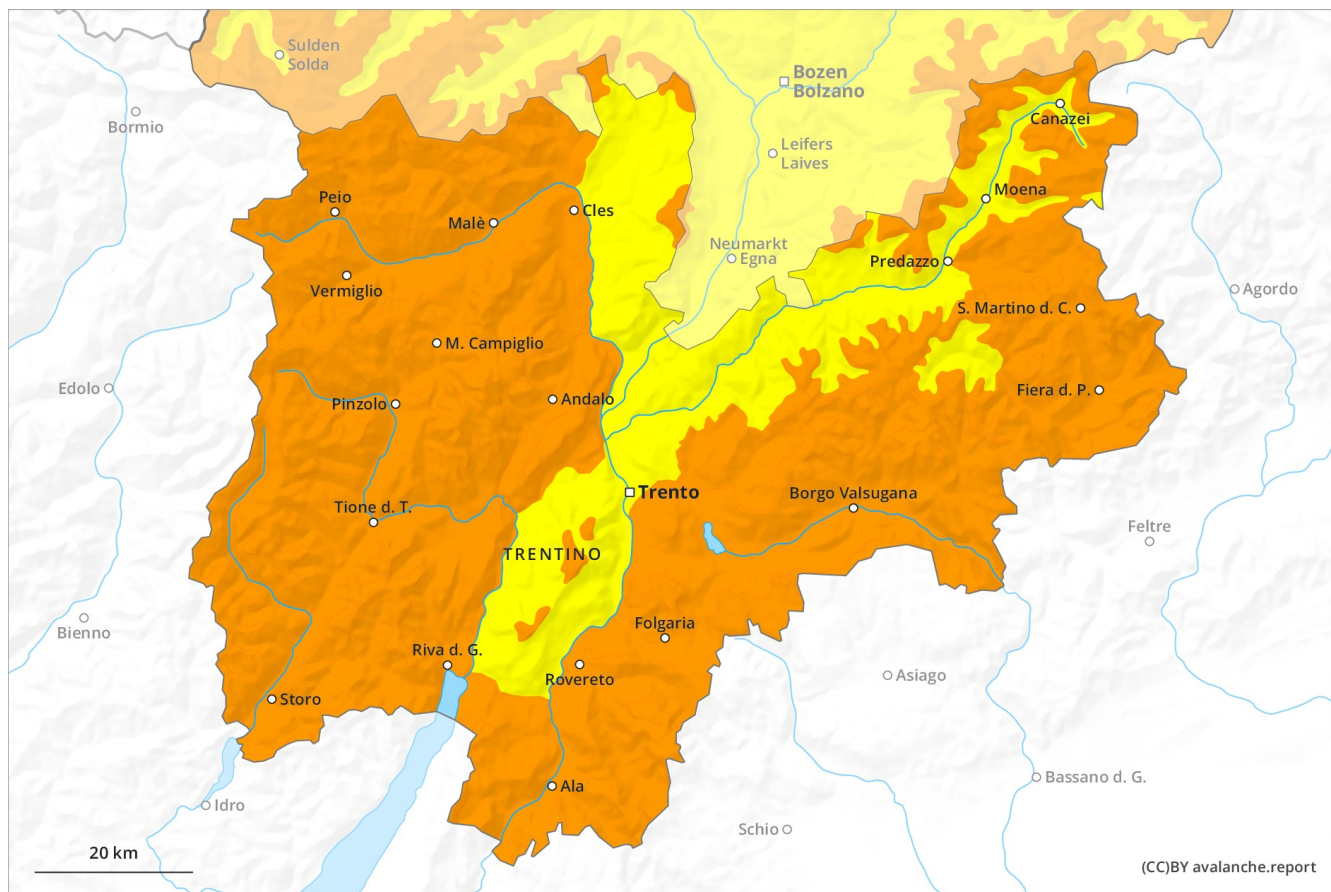 Sulden
Solda
Bozen
Bolzano
Bormio
Canazei
Leifers
Laives
Peio
Malè
Cles
Moena
Neumarkt
Egna
Predazzo
Vermiglio
Agordo
S. Martino d. C.
M. Campiglio
Edolo
Pinzolo
Andalo
Fiera d. P.
Trento
Borgo Valsugana
Tione d. T.
Feltre
TRENTINO
Bienno
Folgaria
Riva d. G.
Rovereto
Asiago
Storo
Bassano d. G.
Ala
Idro
Schio
20 km
(CC)BY avalanche.report